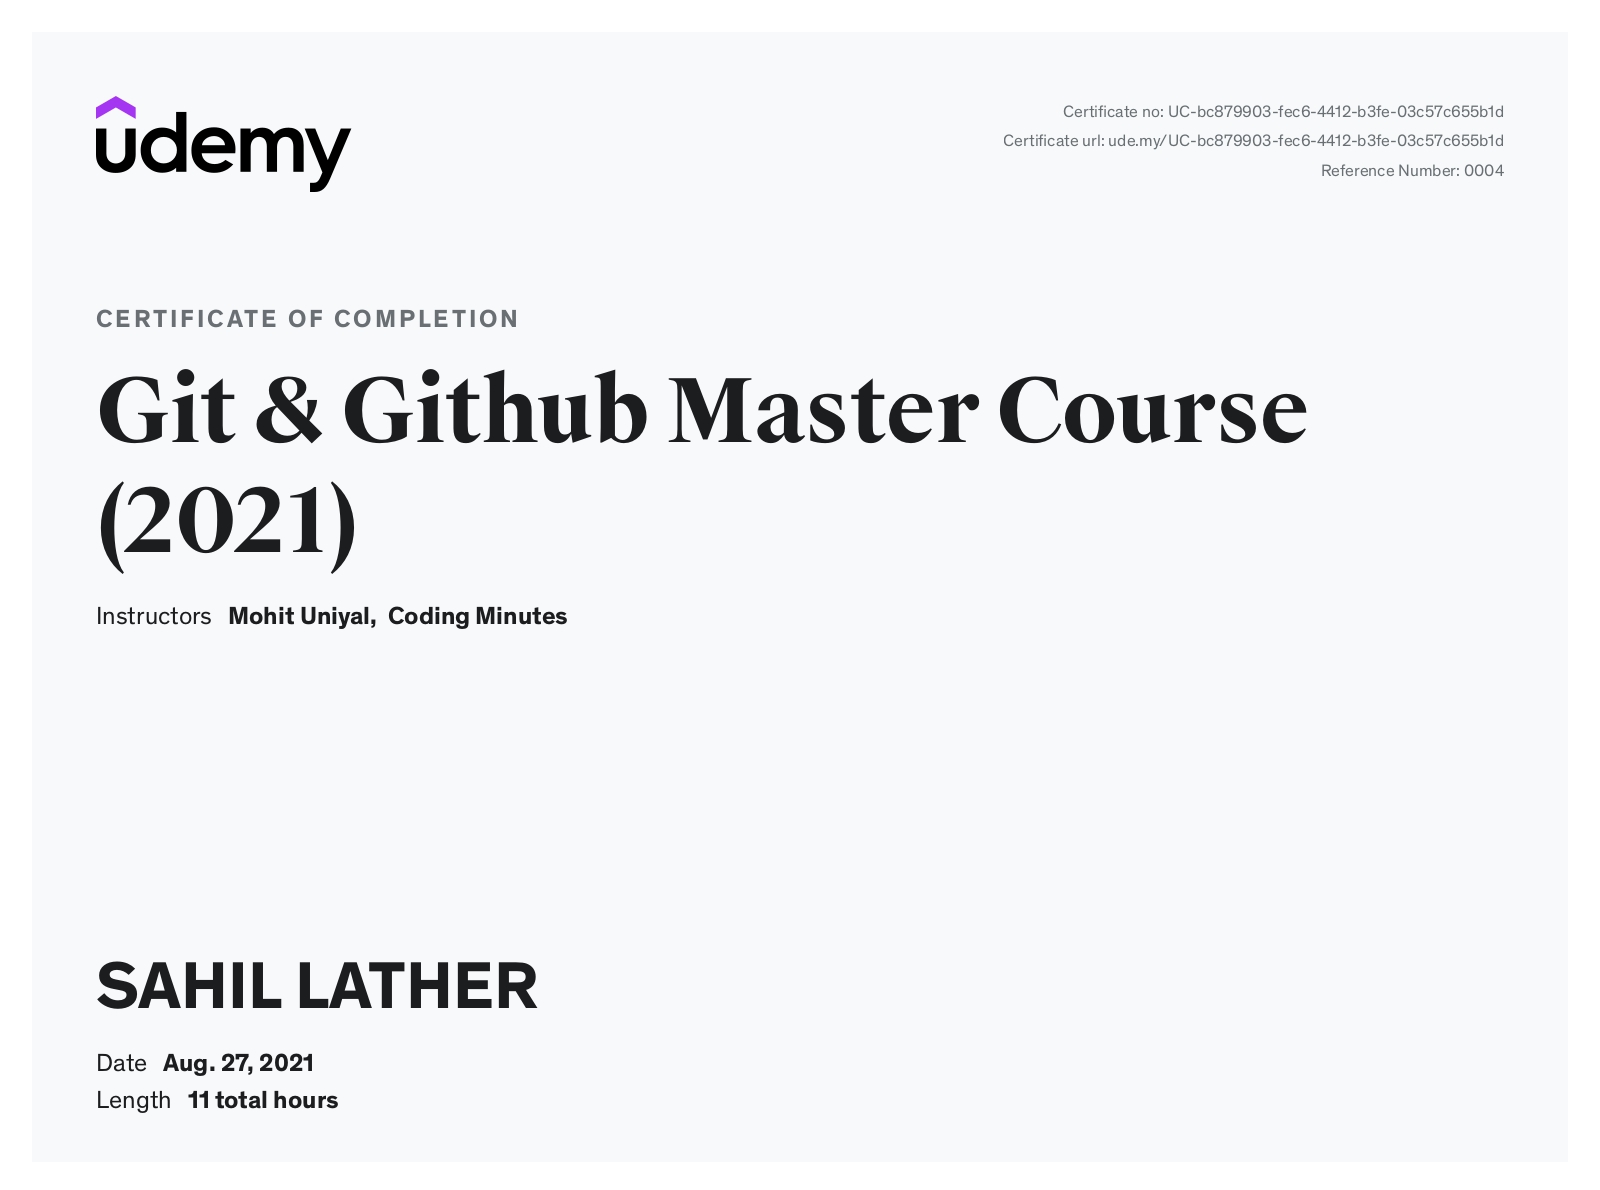 udemy
Certificate no: UC-bc879903-fec6-4412-b3fe-03c57c655b1d
Certificate url: ude.my/UC-bc879903-fec6-4412-b3fe-03c57c655b1d
Reference Number: 0004
CERTIFICATE OF COMPLETION
Git & Github Master Course
(2021)
Instructors Mohit Uniyal, Coding Minutes
SAHIL LATHER
Date Aug. 27, 2021
Length 11 total hours